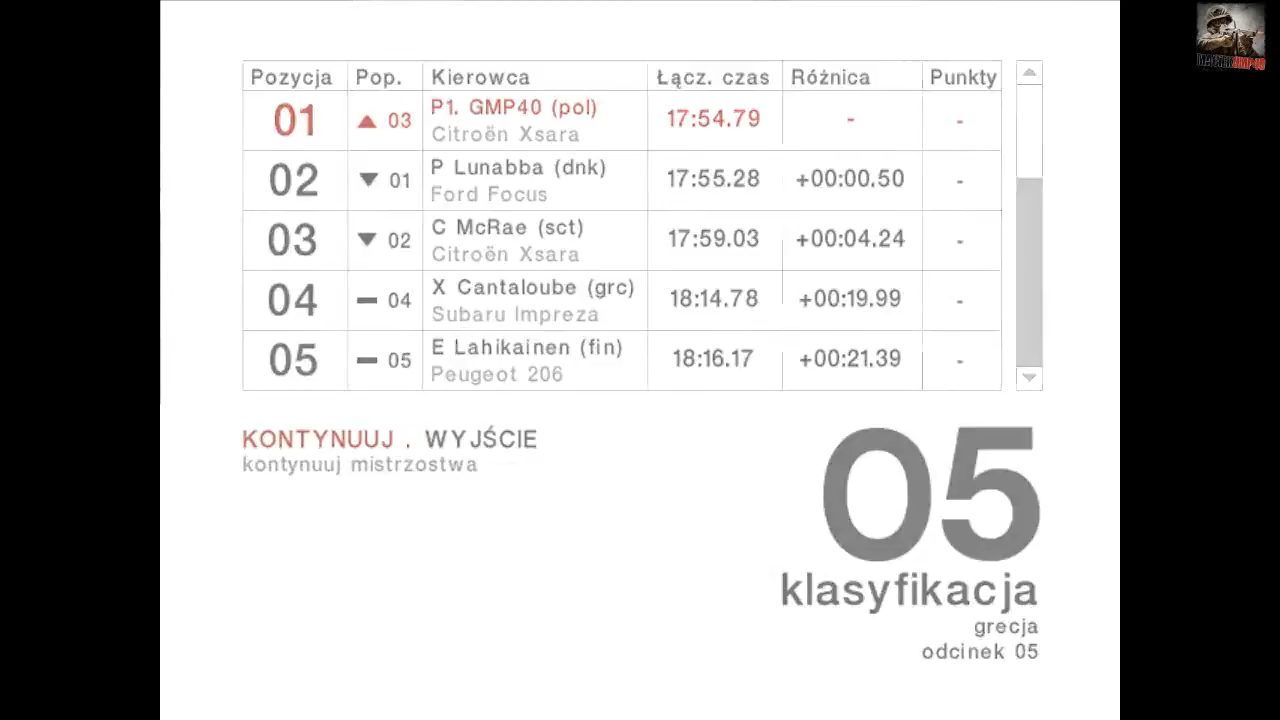 Pozycja Pop. Kierowca Łącz. czas Różnica Punkty
01 03 P1. GMP40 (pol) 17:54.79 - -
Citroën Xsara
02 01 P Lunabba (dnk) 17:55.28 +00:00.50 -
Ford Focus
03 02 C McRae (sct) 17:59.03 +00:04.24 -
Citroën Xsara
04 04 X Cantaloube (grc) 18:14.78 +00:19.99 -
Subaru Impreza
05 05 E Lahikainen (fin) 18:16.17 +00:21.39 -
Peugeot 206
KONTYNUUJ . WYJŚCIE
kontynuuj mistrzostwa
05
klasyfikacja
grecja
odcinek 05